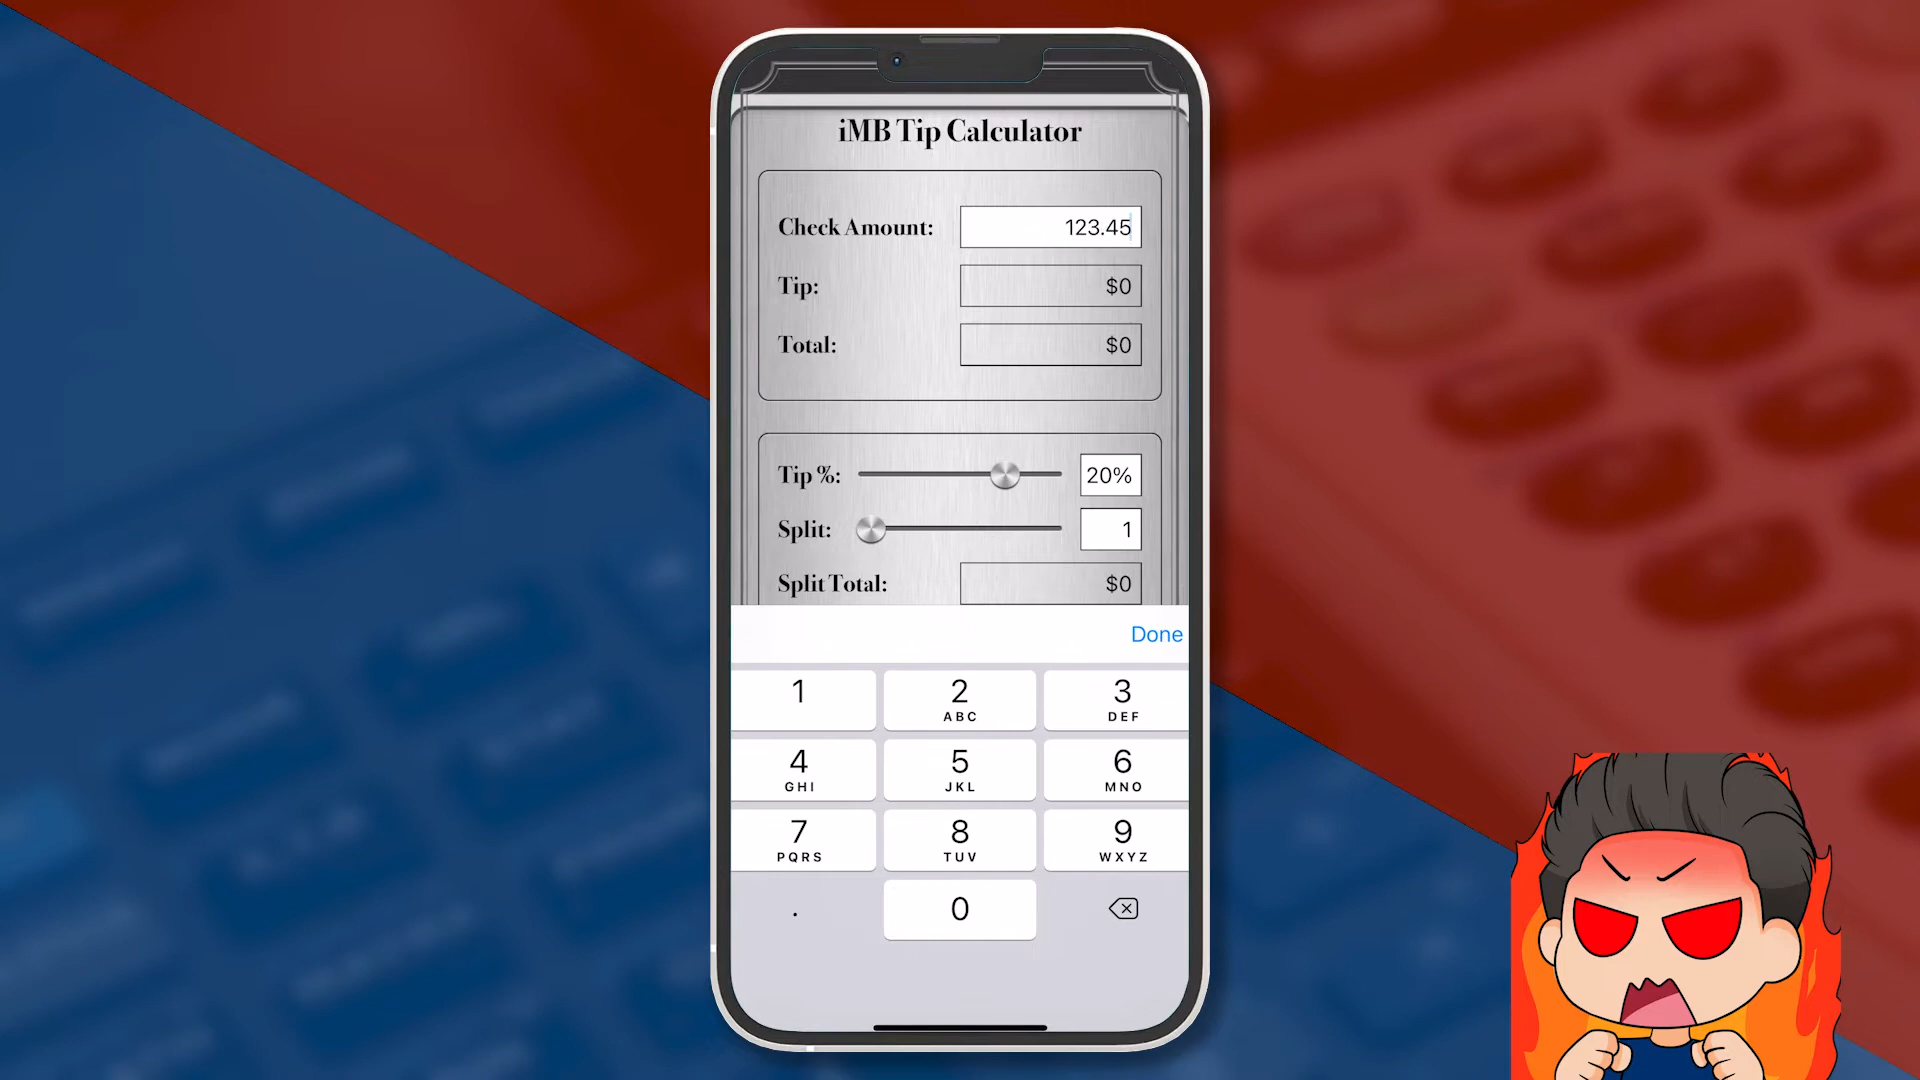 iMB Tip Calculator
Check Amount: 123.45
Tip: $0
Total: $0
Tip %: 20%
Split: 1
Split Total: $0
Done
1 2 3
ABC DEF
4 5 6
GHI JKL MNO
7 8 9
PQRS TUV WXYZ
. 0